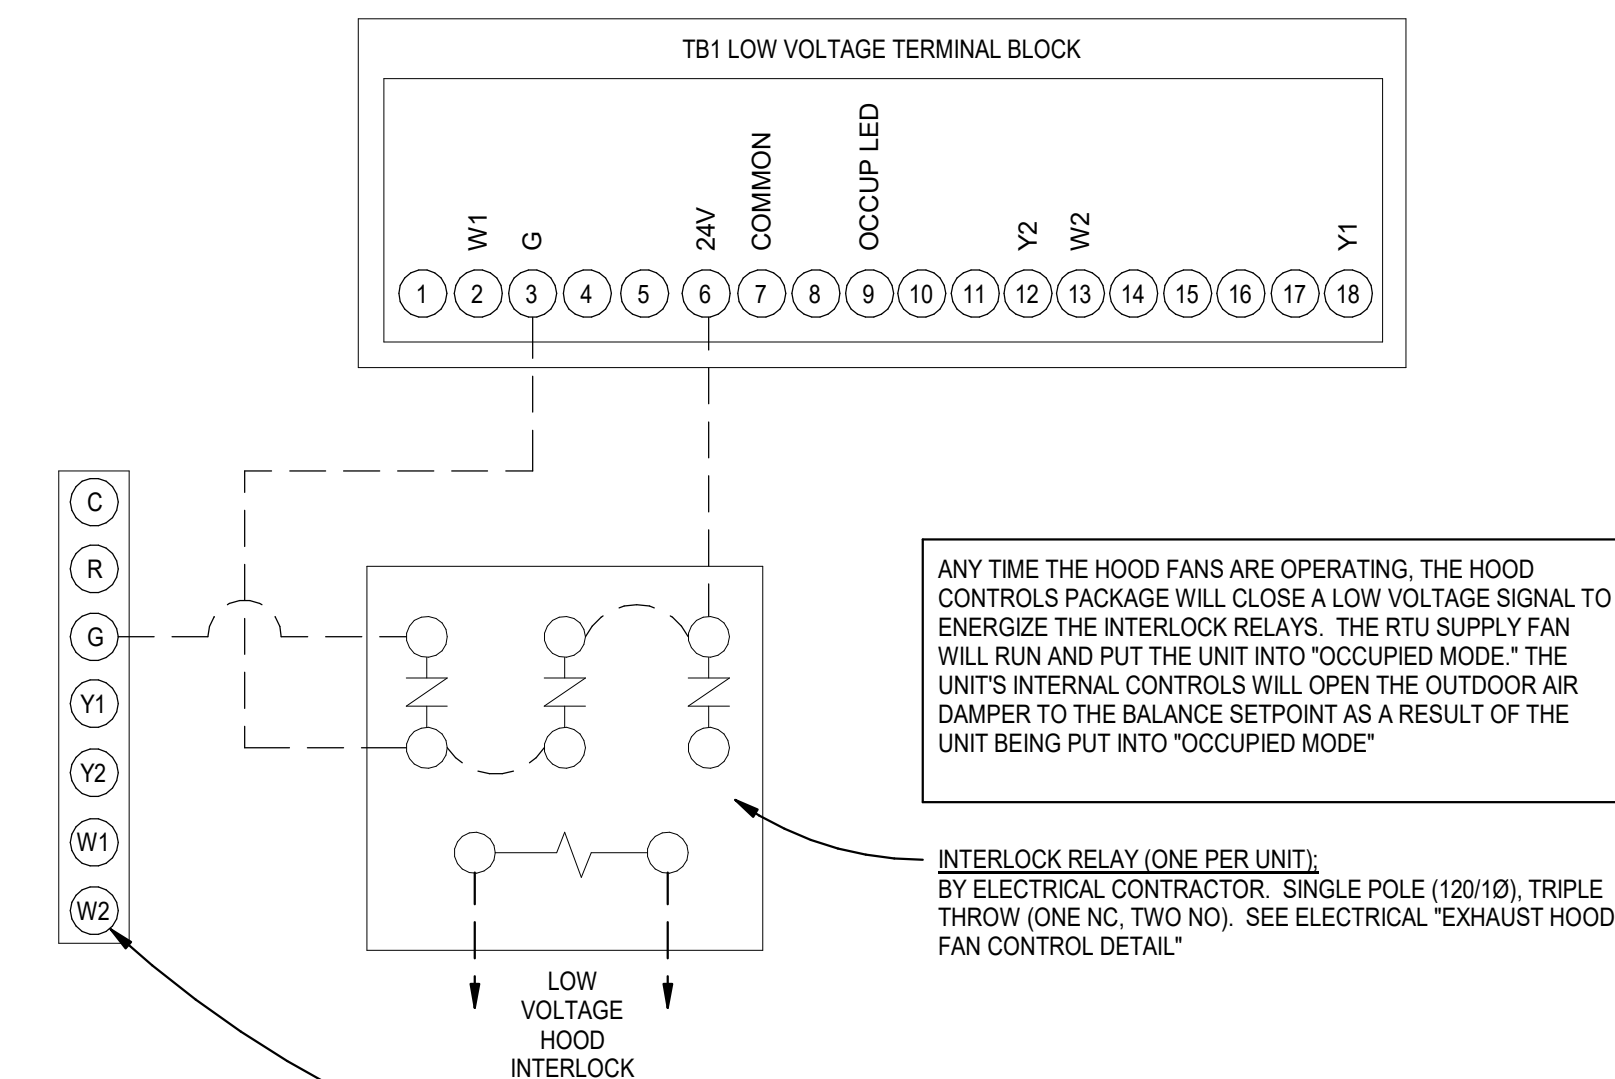 TB1 LOW VOLTAGE TERMINAL BLOCK
W1
G
24V
COMMON
OCCUP LED
Y2
W2
Y1
1 2 3 4 5 6 7 8 9 10 11 12 13 14 15 16 17 18
C
R
G
Y1
Y2
W1
W2
ANY TIME THE HOOD FANS ARE OPERATING, THE HOOD
CONTROLS PACKAGE WILL CLOSE A LOW VOLTAGE SIGNAL TO
ENERGIZE THE INTERLOCK RELAYS. THE RTU SUPPLY FAN
WILL RUN AND PUT THE UNIT INTO "OCCUPIED MODE." THE
UNIT'S INTERNAL CONTROLS WILL OPEN THE OUTDOOR AIR
DAMPER TO THE BALANCE SETPOINT AS A RESULT OF THE
UNIT BEING PUT INTO "OCCUPIED MODE"
INTERLOCK RELAY (ONE PER UNIT);
BY ELECTRICAL CONTRACTOR. SINGLE POLE (120/1Ø), TRIPLE
THROW (ONE NC, TWO NO). SEE ELECTRICAL "EXHAUST HOOD
FAN CONTROL DETAIL"
LOW
VOLTAGE
HOOD
INTERLOCK